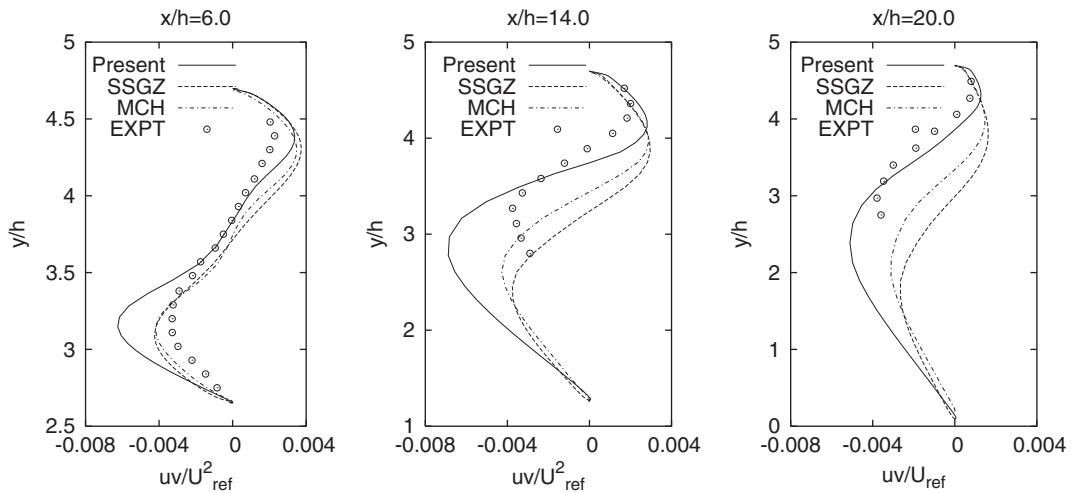 x/h=6.0
5
4.5
4
3.5
3
2.5
y/h
Present
SSGZ
MCH
EXPT
-0.008
-0.004
0
0.004
uv/U²ref
x/h=14.0
5
4
3
2
1
y/h
Present
SSGZ
MCH
EXPT
-0.008
-0.004
0
0.004
uv/U²ref
x/h=20.0
5
4
3
2
1
0
y/h
Present
SSGZ
MCH
EXPT
-0.008
-0.004
0
0.004
uv/Uref